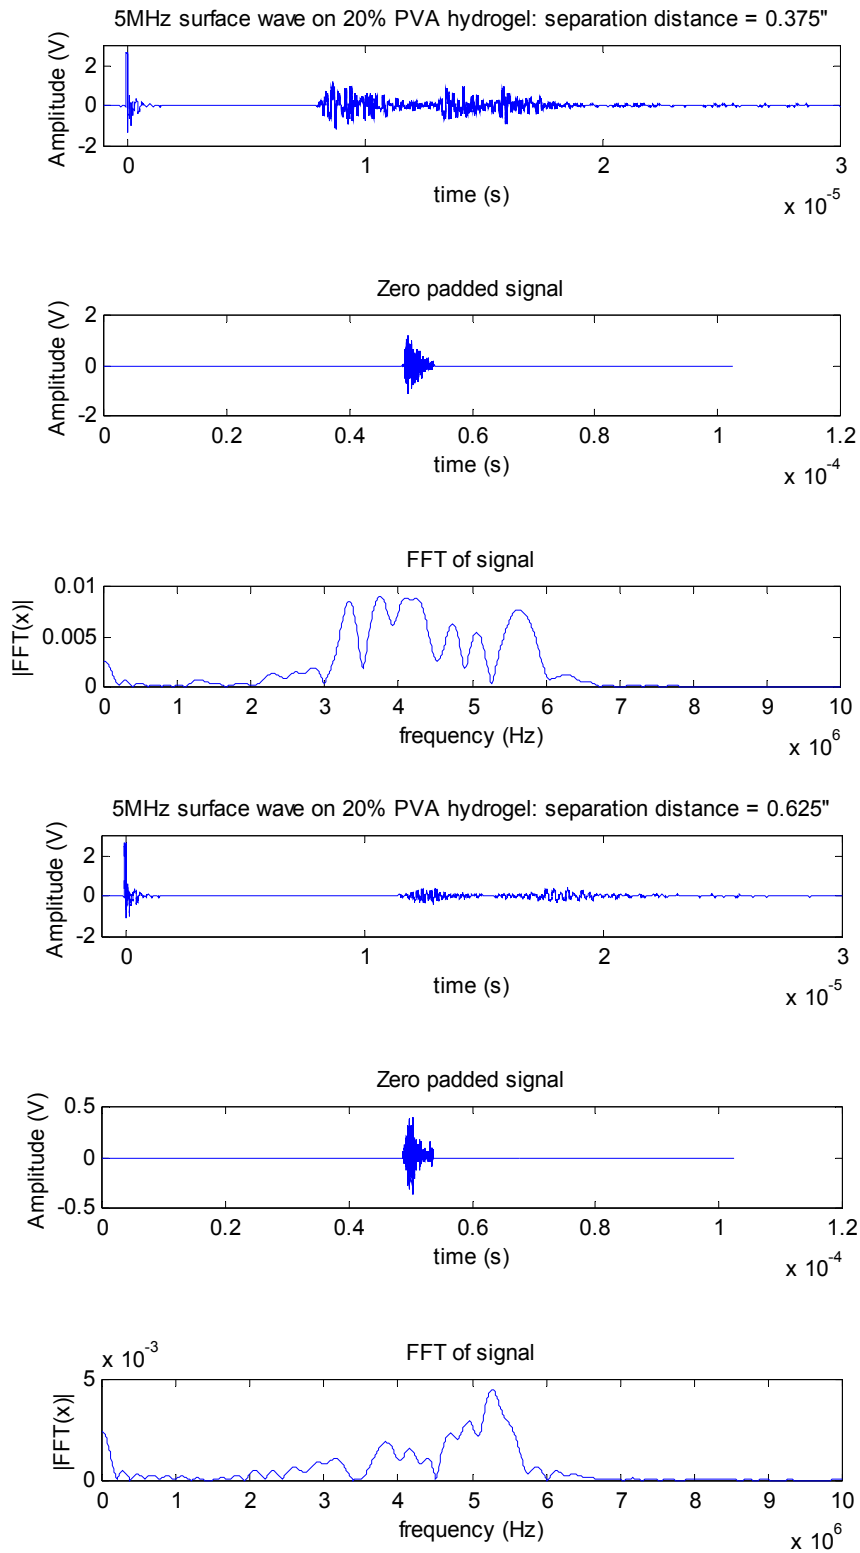 5MHz surface wave on 20% PVA hydrogel: separation distance = 0.375"
Amplitude (V)
2
0
-2
0 1 2 3
time (s)
x 10^-5
Zero padded signal
Amplitude (V)
2
0
-2
0 0.2 0.4 0.6 0.8 1 1.2
time (s)
x 10^-4
FFT of signal
|FFT(x)|
0.01
0.005
0
0 1 2 3 4 5 6 7 8 9 10
frequency (Hz)
x 10^6
5MHz surface wave on 20% PVA hydrogel: separation distance = 0.625"
Amplitude (V)
2
0
-2
0 1 2 3
time (s)
x 10^-5
Zero padded signal
Amplitude (V)
0.5
0
-0.5
0 0.2 0.4 0.6 0.8 1 1.2
time (s)
x 10^-4
x 10^-3
FFT of signal
|FFT(x)|
5
0
0 1 2 3 4 5 6 7 8 9 10
frequency (Hz)
x 10^6